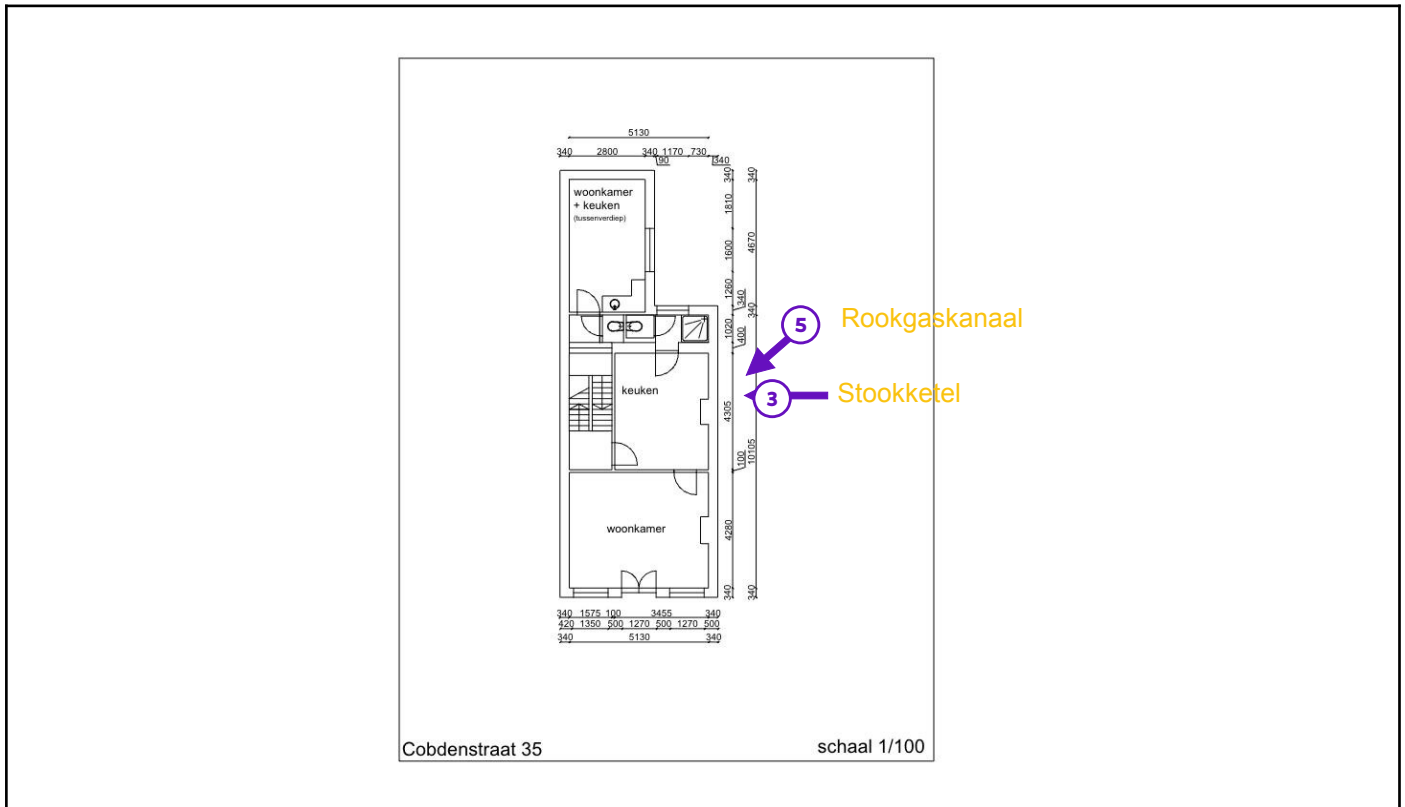 5130
340 2800 340 1170 730
90 340
woonkamer
+ keuken
(tussenverdiep)
340 1810 1600 1260 340 1020 400 4305 100 4280 340
340 4670 340 10105 340
5 Rookgaskanaal
3 Stookketel
keuken
woonkamer
340 1575 100 3455 340
420 1350 500 1270 500 1270 500
340 5130 340
Cobdenstraat 35
schaal 1/100